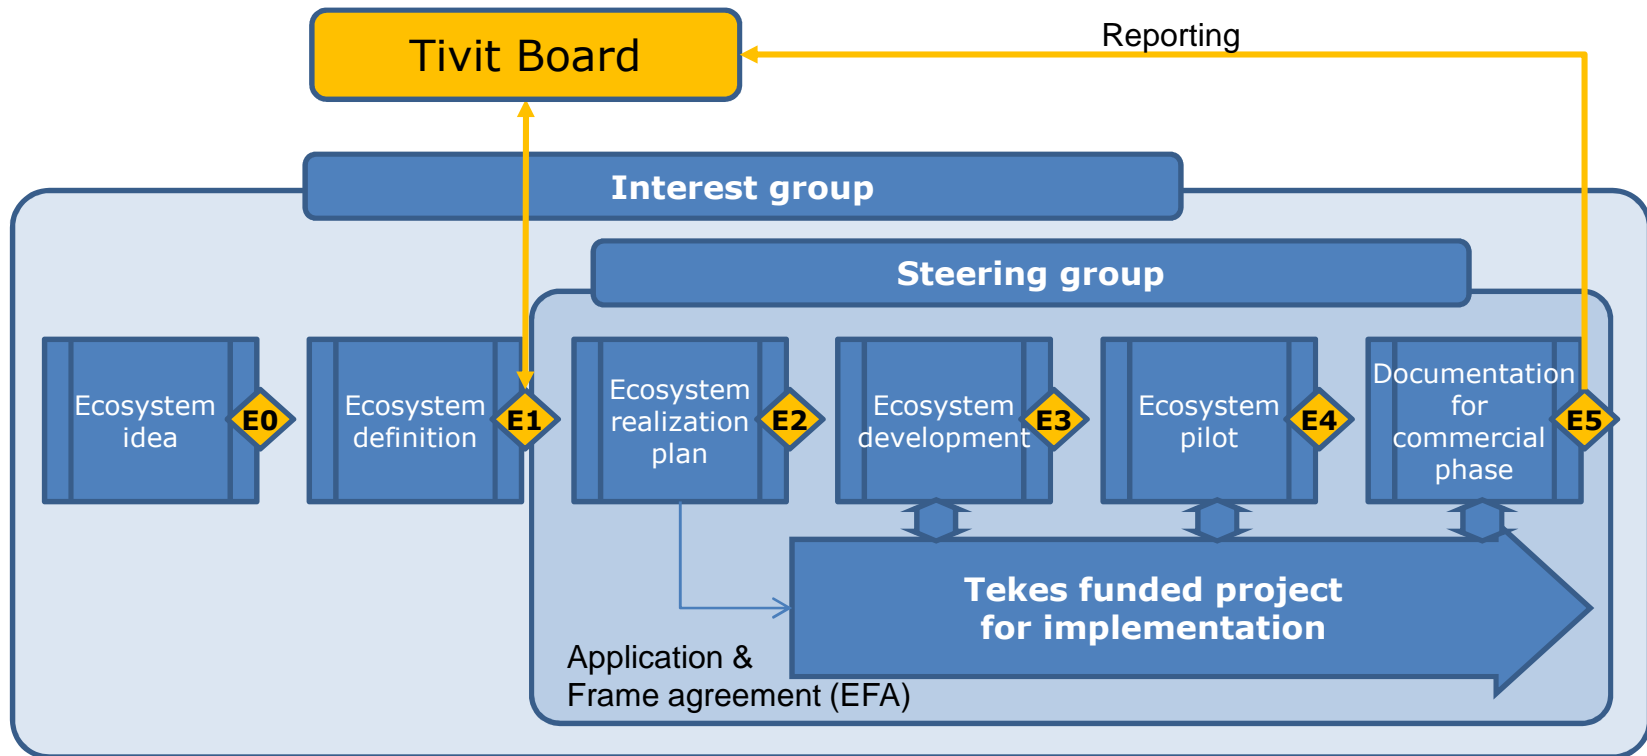 Tivit Board
Reporting
Interest group
Steering group
Ecosystem
idea
E0
Ecosystem
definition
E1
Ecosystem
realization
plan
E2
Ecosystem
development
E3
Ecosystem
pilot
E4
Documentation
for
commercial
phase
E5
Tekes funded project
for implementation
Application &
Frame agreement (EFA)